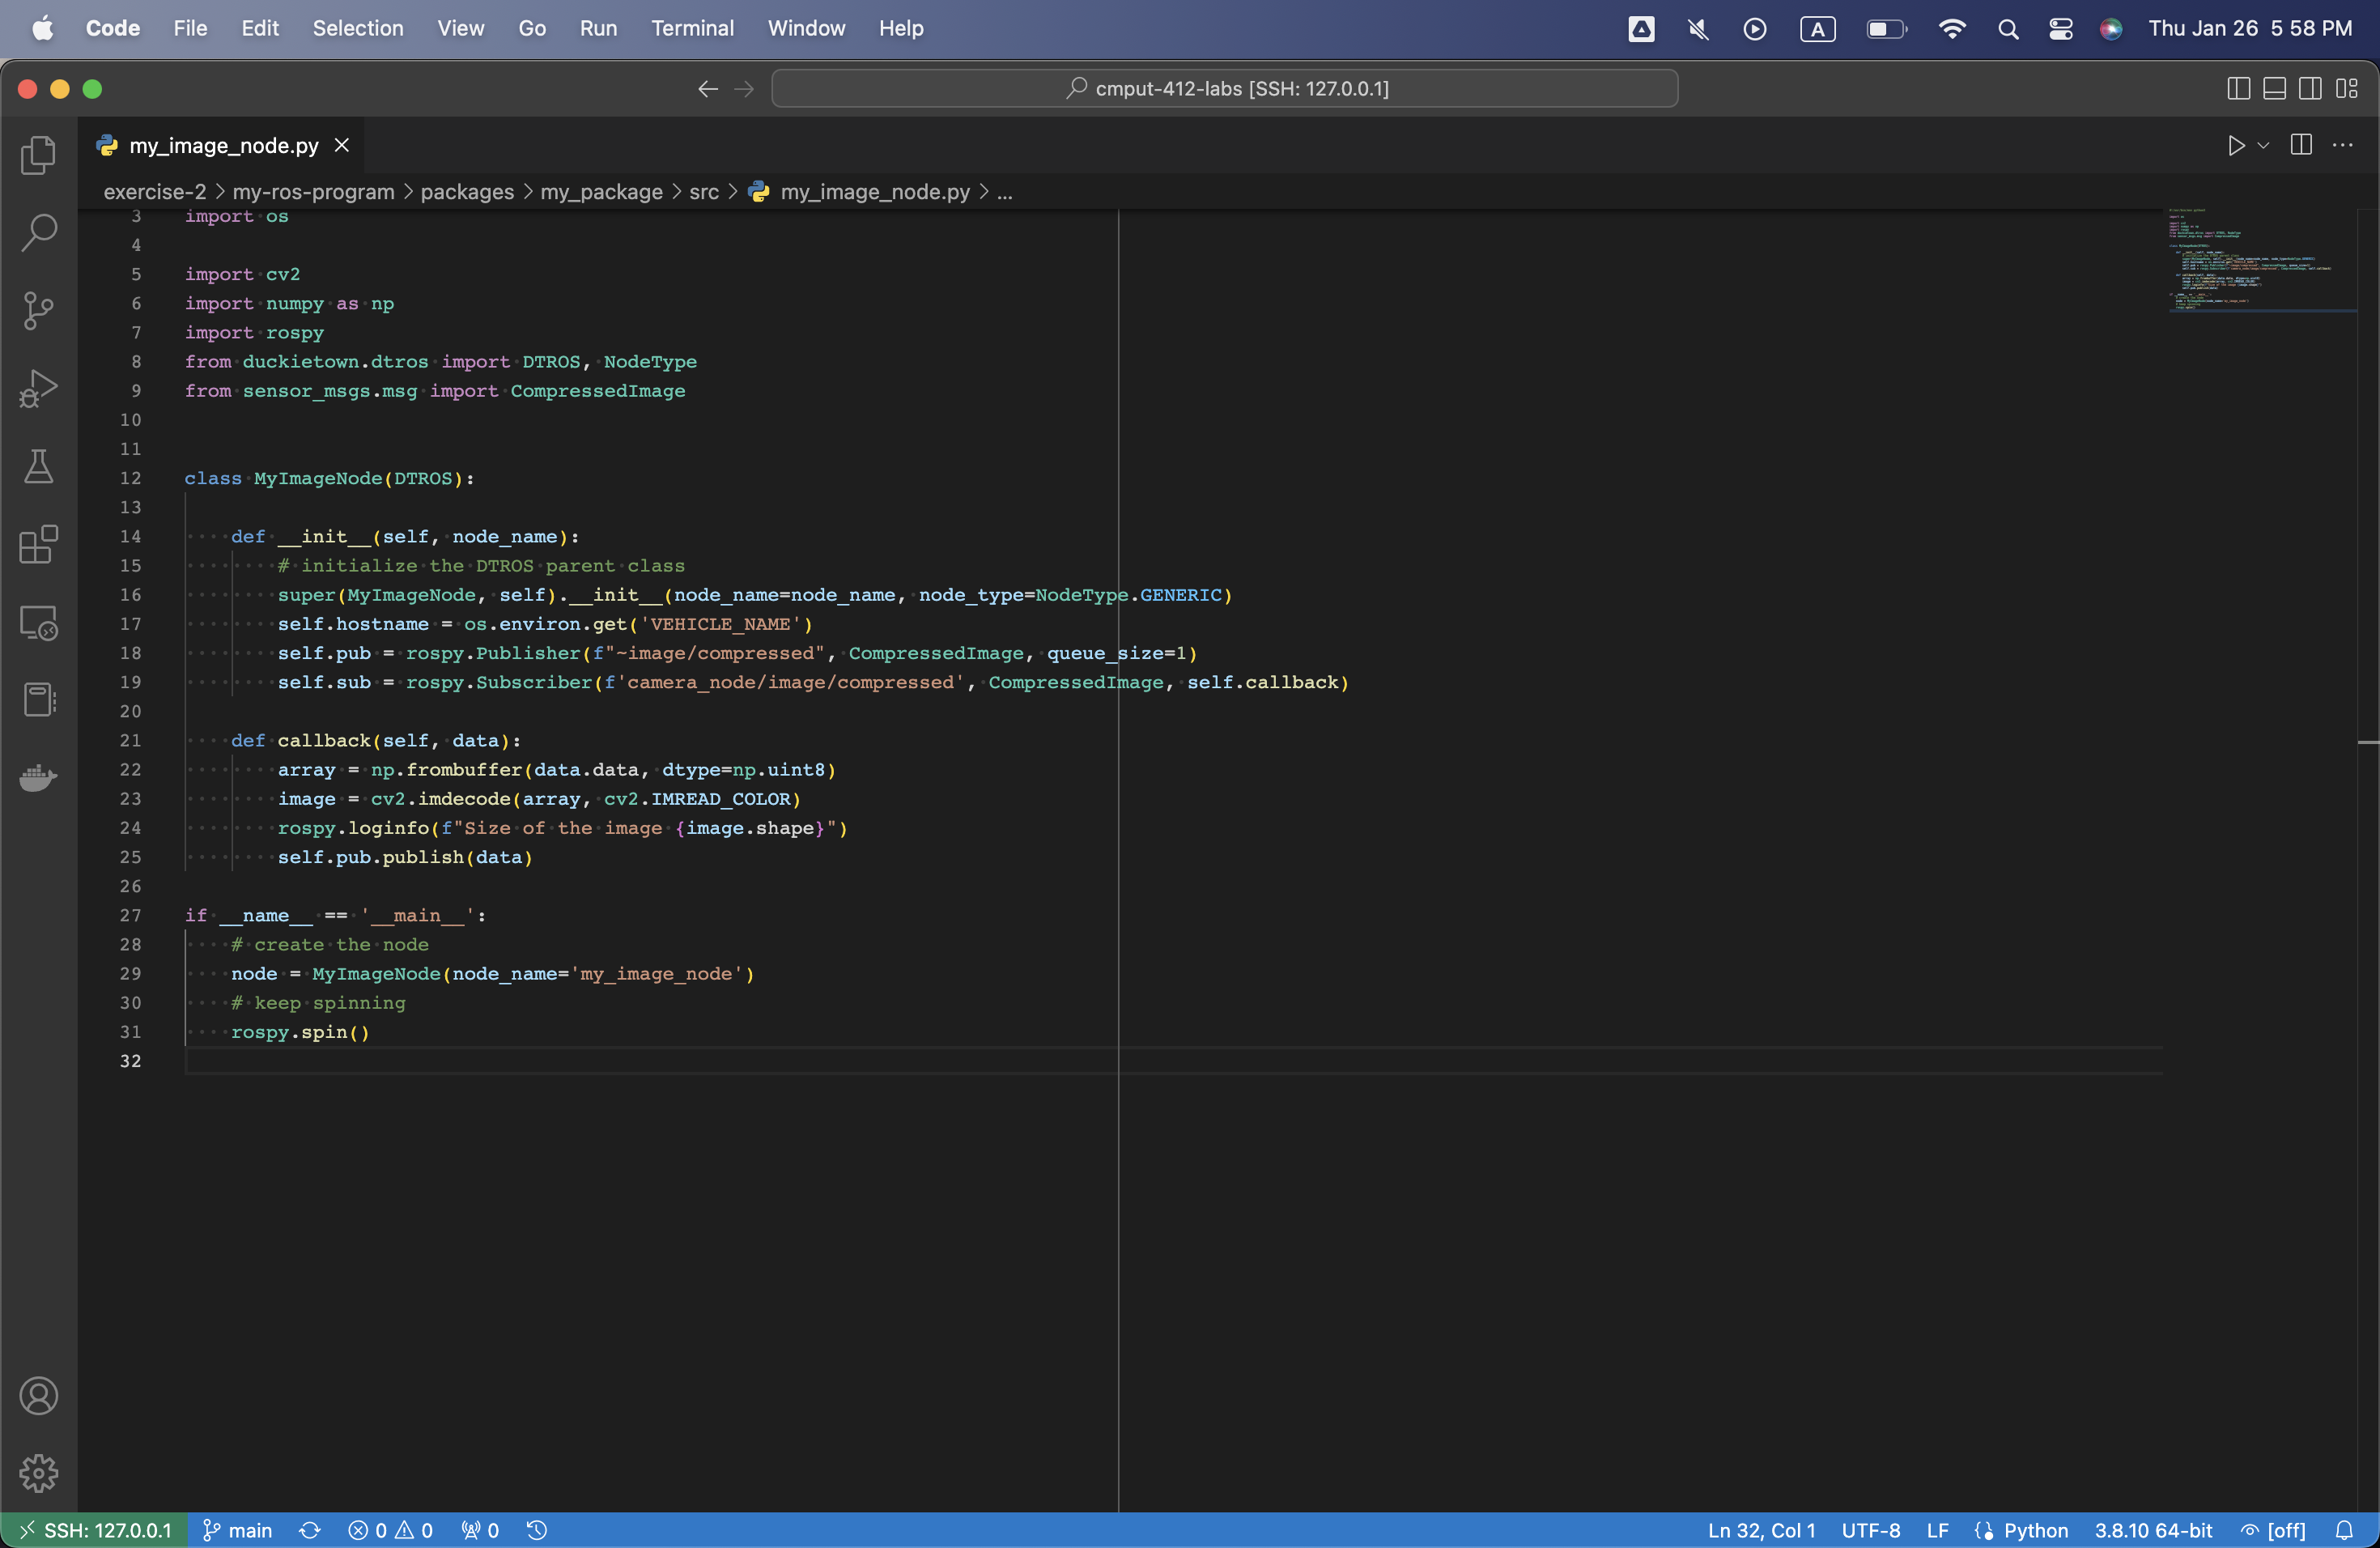 Code File Edit Selection View Go Run Terminal Window Help A Thu Jan 26 5 58 PM
cmput-412-labs [SSH: 127.0.0.1]
my_image_node.py
exercise-2 > my-ros-program > packages > my_package > src > my_image_node.py > ...
3 import os
4
5 import cv2
6 import numpy as np
7 import rospy
8 from duckietown.dtros import DTROS, NodeType
9 from sensor_msgs.msg import CompressedImage
10
11
12 class MyImageNode(DTROS):
13
14 def __init__(self, node_name):
15 # initialize the DTROS parent class
16 super(MyImageNode, self).__init__(node_name=node_name, node_type=NodeType.GENERIC)
17 self.hostname = os.environ.get('VEHICLE_NAME')
18 self.pub = rospy.Publisher(f"~image/compressed", CompressedImage, queue_size=1)
19 self.sub = rospy.Subscriber(f'camera_node/image/compressed', CompressedImage, self.callback)
20
21 def callback(self, data):
22 array = np.frombuffer(data.data, dtype=np.uint8)
23 image = cv2.imdecode(array, cv2.IMREAD_COLOR)
24 rospy.loginfo(f"Size of the image {image.shape}")
25 self.pub.publish(data)
26
27 if __name__ == '__main__':
28 # create the node
29 node = MyImageNode(node_name='my_image_node')
30 # keep spinning
31 rospy.spin()
32
SSH: 127.0.0.1 main 0 0 0 Ln 32, Col 1 UTF-8 LF Python 3.8.10 64-bit [off]